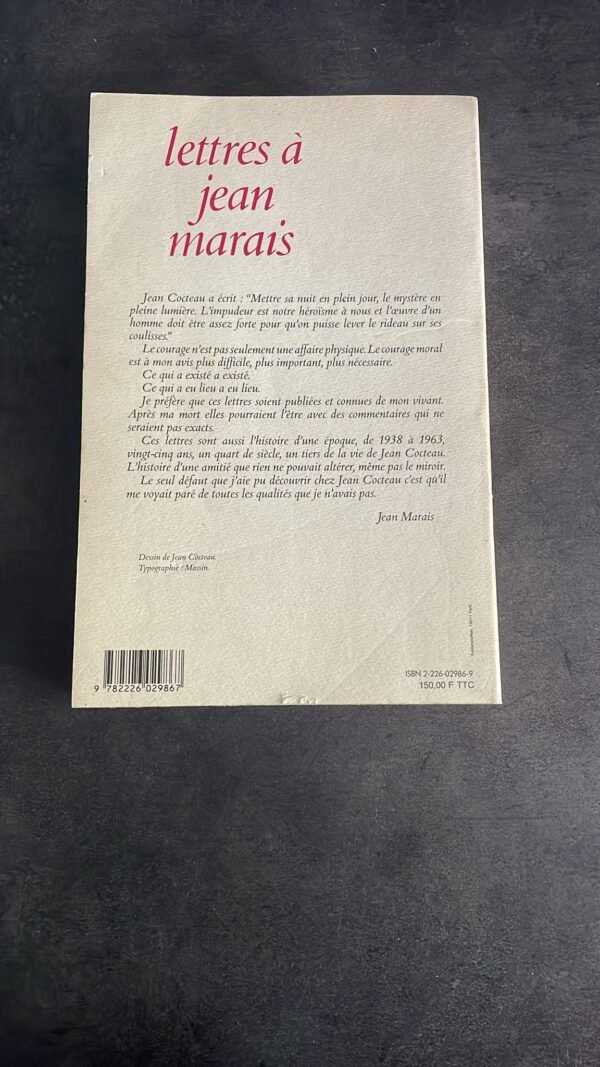 lettres à
jean
marais
Jean Cocteau a écrit : "Mettre sa nuit en plein jour, le mystère en
pleine lumière. L'impudeur est notre héroïsme à nous et l'œuvre d'un
homme doit être assez forte pour qu'on puisse lever le rideau sur ses
coulisses."
Le courage n'est pas seulement une affaire physique. Le courage moral
est à mon avis plus difficile, plus important, plus nécessaire.
Ce qui a existé a existé.
Ce qui a eu lieu a eu lieu.
Je préfère que ces lettres soient publiées et connues de mon vivant.
Après ma mort elles pourraient l'être avec des commentaires qui ne
seraient pas exacts.
Ces lettres sont aussi l'histoire d'une époque, de 1938 à 1963,
vingt-cinq ans, un quart de siècle, un tiers de la vie de Jean Cocteau.
L'histoire d'une amitié que rien ne pouvait altérer, même pas le miroir.
Le seul défaut que j'aie pu découvrir chez Jean Cocteau c'est qu'il
me voyait paré de toutes les qualités que je n'avais pas.
Jean Marais
Dessin de Jean Cocteau.
Typographie : Massin.
9 782226 029867
ISBN 2-226-02986-9
150,00 F TTC